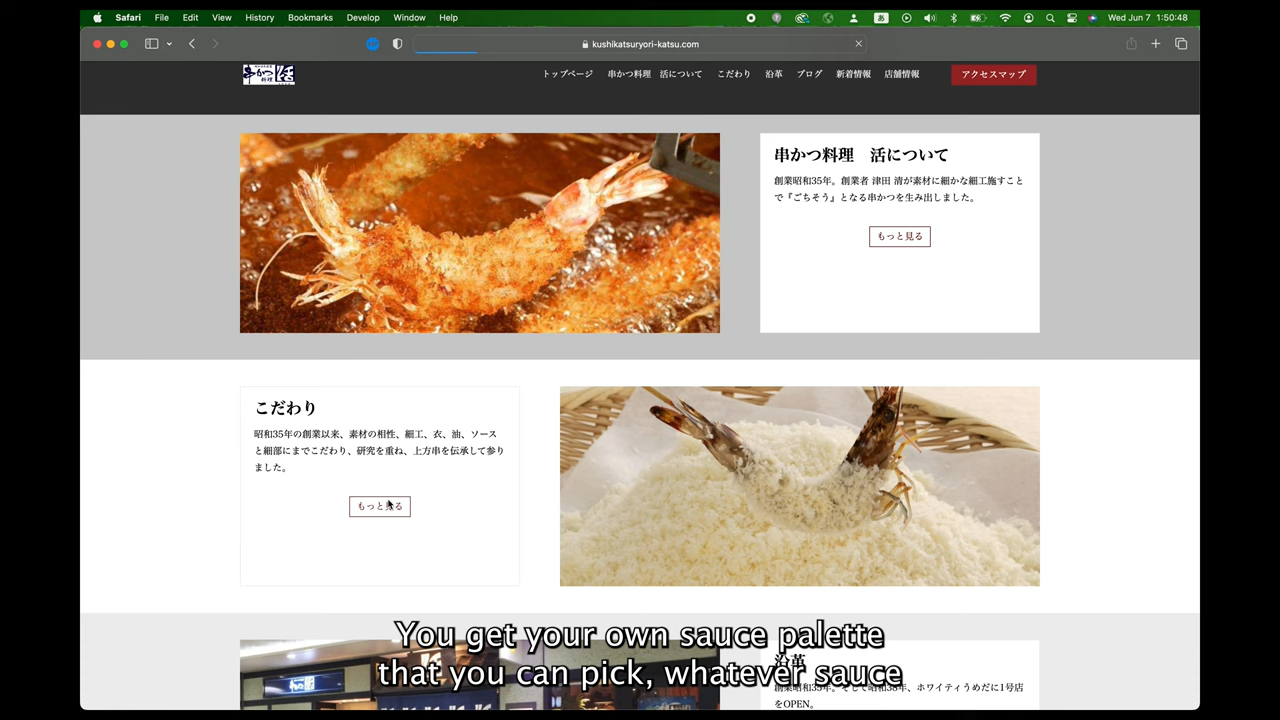 Safari File Edit View History Bookmarks Develop Window Help あ Wed Jun 7 1:50:48
kushikatsuryori-katsu.com
串かつ料理 活 トップページ 串かつ料理 活について こだわり 沿革 ブログ 新着情報 店舗情報 アクセスマップ
串かつ料理 活について
創業昭和35年。創業者 津田 清が素材に細かな細工施すこと
で『ごちそう』となる串かつを生み出しました。
もっと見る
こだわり
昭和35年の創業以来、素材の相性、細工、衣、油、ソース
と細部にまでこだわり、研究を重ね、上方串を伝承して参り
ました。
もっと見る
You get your own sauce palette
that you can pick, whatever sauce
沿革
創業昭和35年。そして昭和38年、ホワイティうめだに1号店
をOPEN。